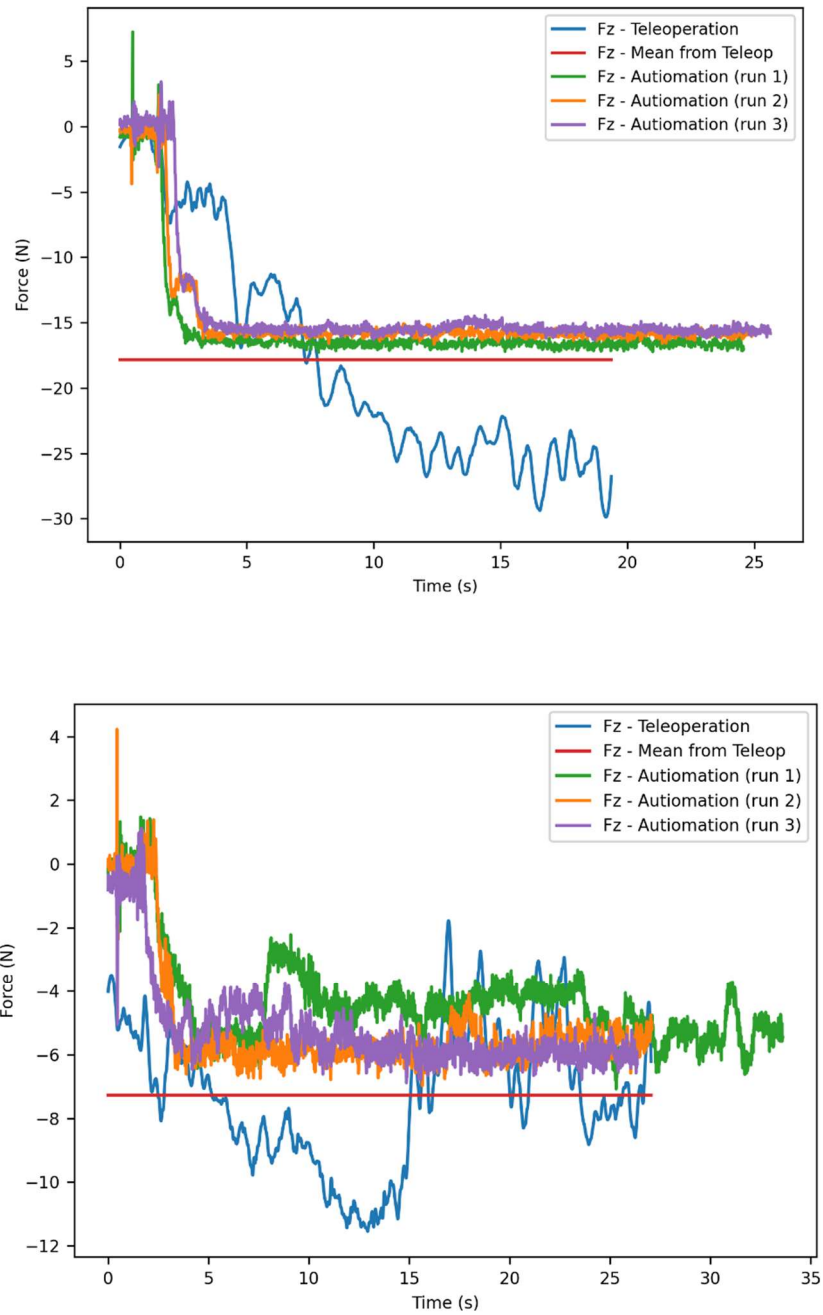 Fz - Teleoperation
Fz - Mean from Teleop
Fz - Autiomation (run 1)
Fz - Autiomation (run 2)
Fz - Autiomation (run 3)
5
0
−5
−10
−15
−20
−25
−30
Force (N)
0 5 10 15 20 25
Time (s)
Fz - Teleoperation
Fz - Mean from Teleop
Fz - Autiomation (run 1)
Fz - Autiomation (run 2)
Fz - Autiomation (run 3)
4
2
0
−2
−4
−6
−8
−10
−12
Force (N)
0 5 10 15 20 25 30 35
Time (s)